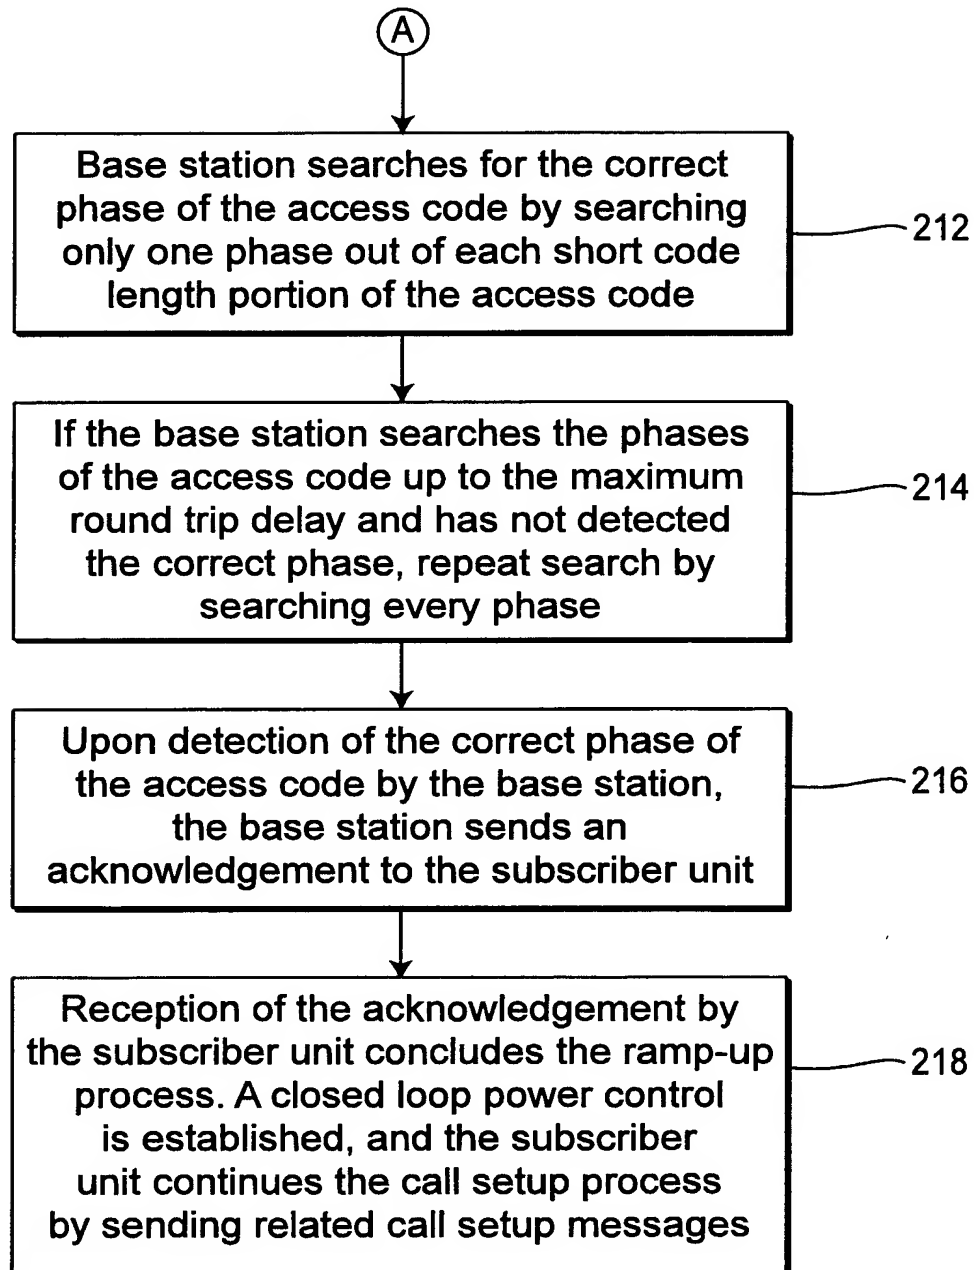 A
Base station searches for the correct
phase of the access code by searching
only one phase out of each short code
length portion of the access code
212
If the base station searches the phases
of the access code up to the maximum
round trip delay and has not detected
the correct phase, repeat search by
searching every phase
214
Upon detection of the correct phase of
the access code by the base station,
the base station sends an
acknowledgement to the subscriber unit
216
Reception of the acknowledgement by
the subscriber unit concludes the ramp-up
process. A closed loop power control
is established, and the subscriber
unit continues the call setup process
by sending related call setup messages
218